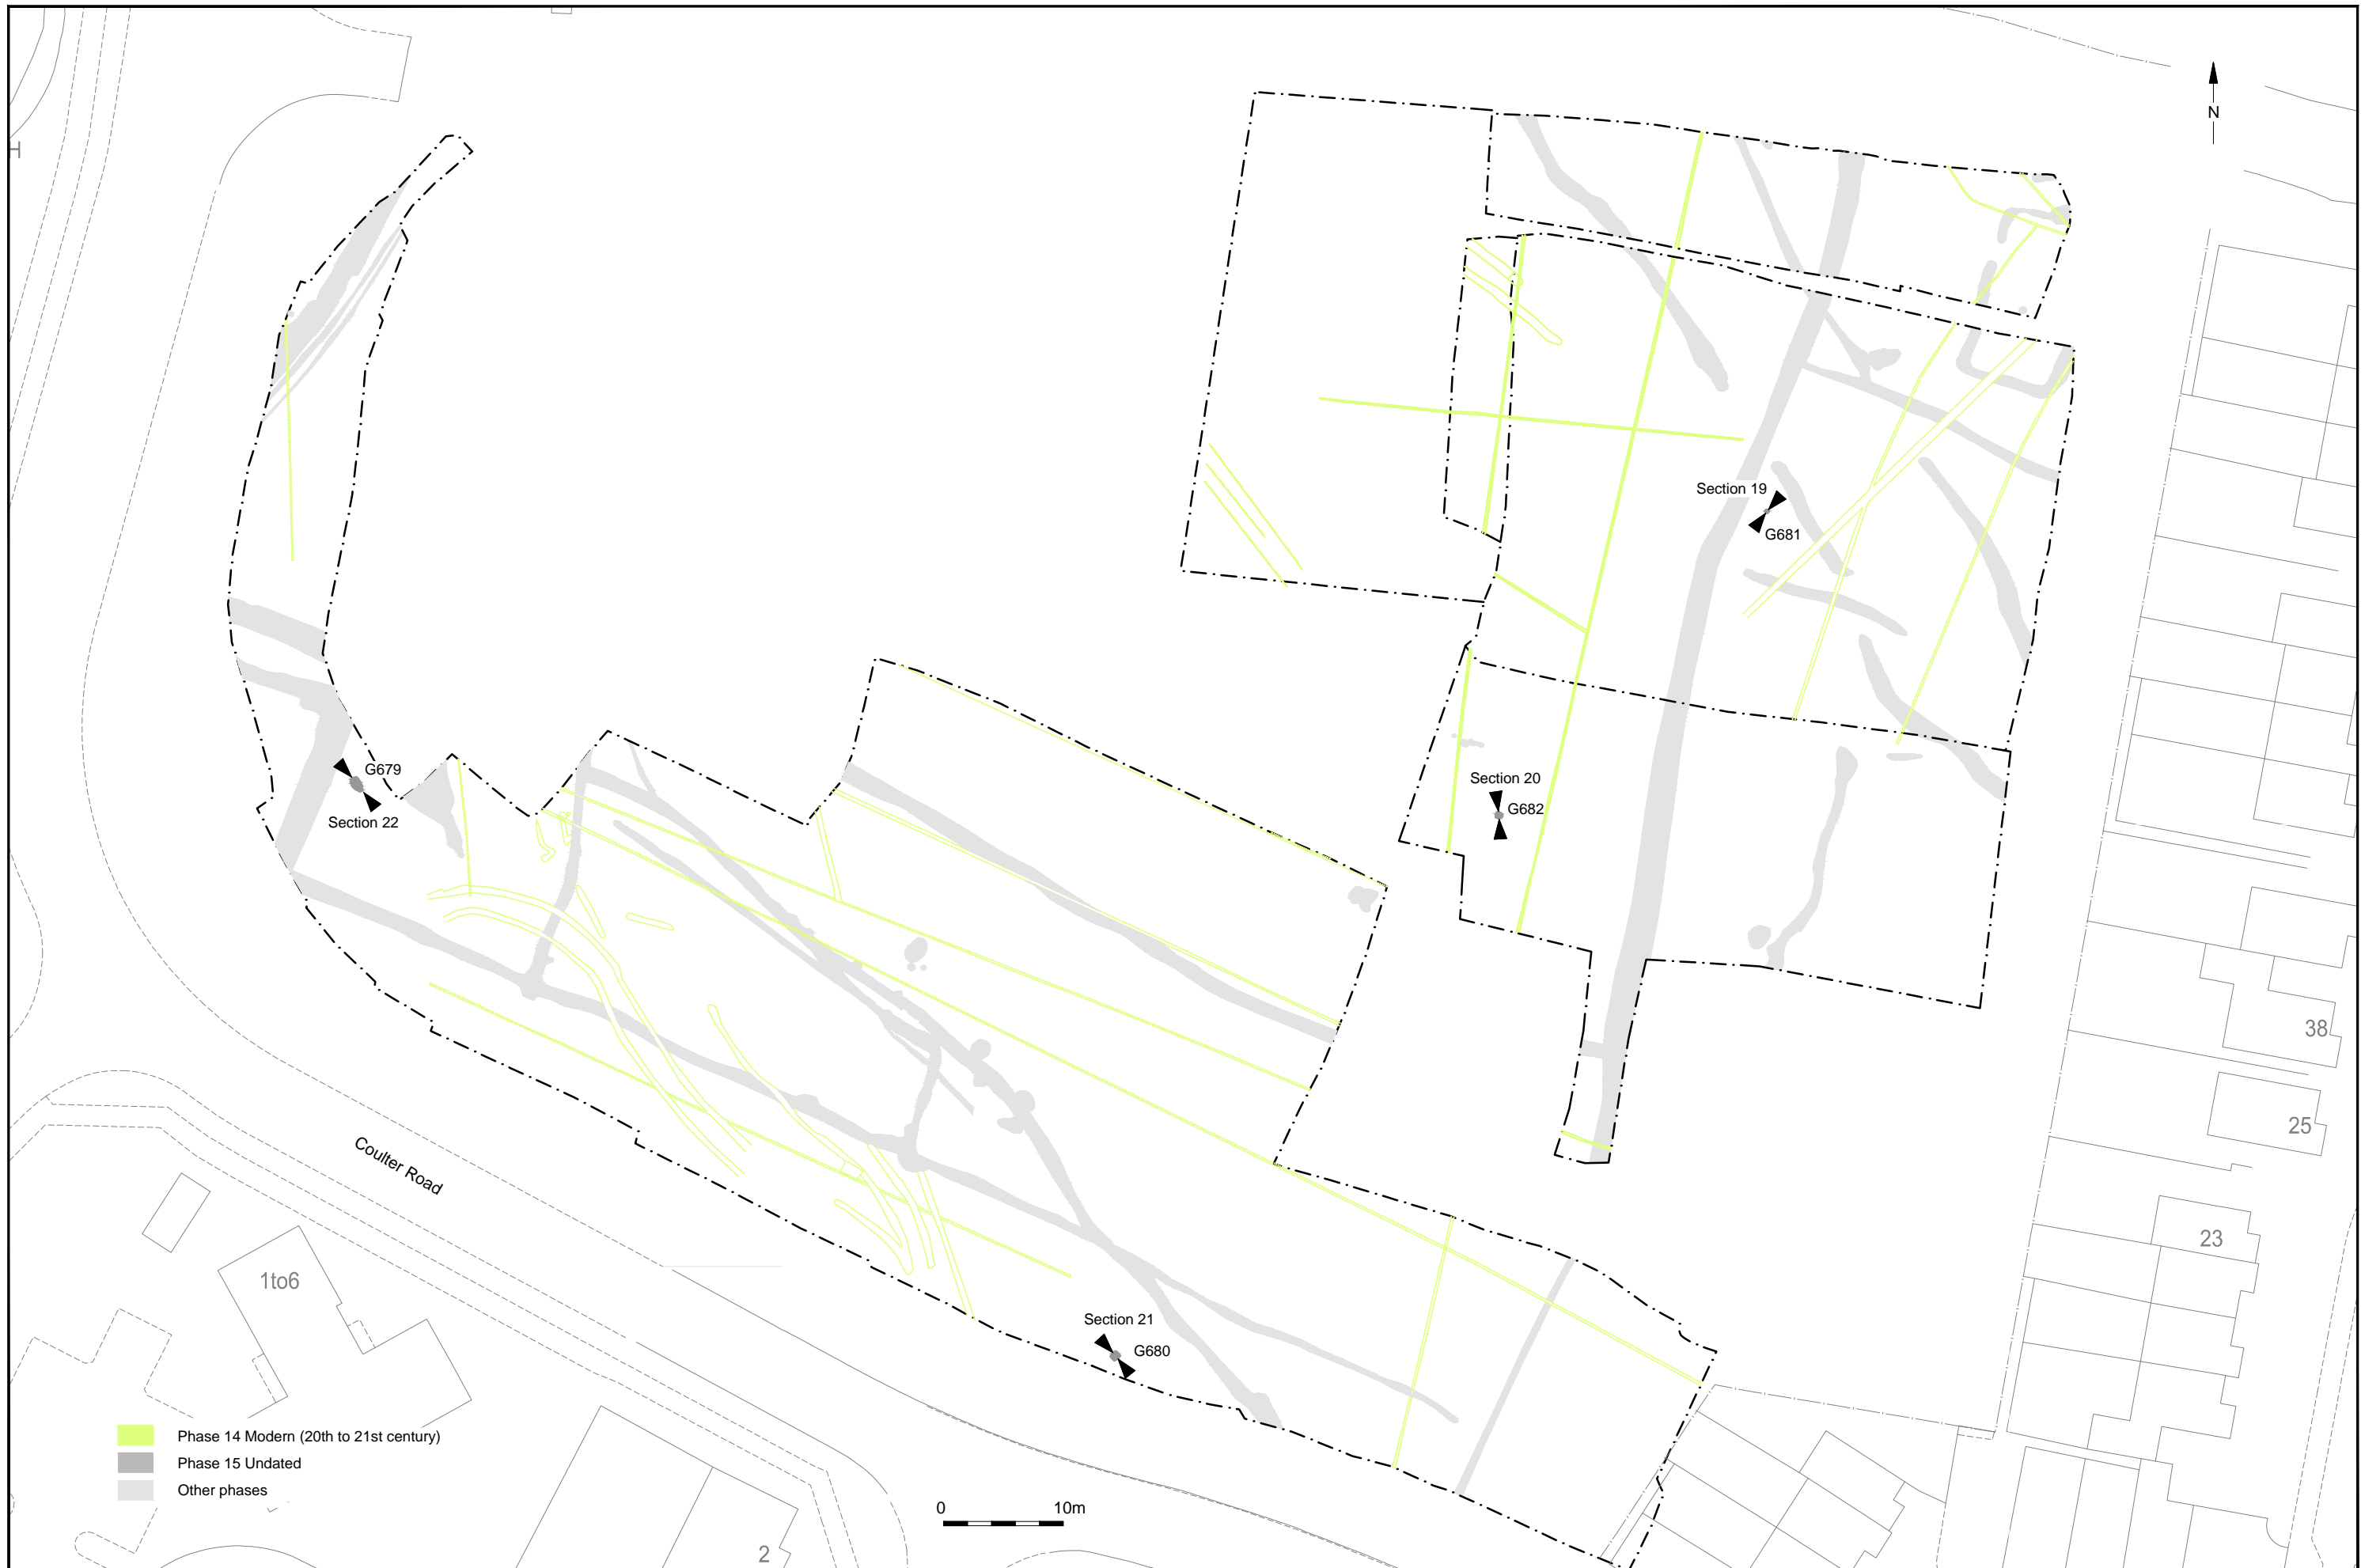 H
N
Section 19
G681
G679
Section 22
Section 20
G682
38
25
23
Coulter Road
1to6
Section 21
G680
Phase 14 Modern (20th to 21st century)
Phase 15 Undated
Other phases
0 10m
2